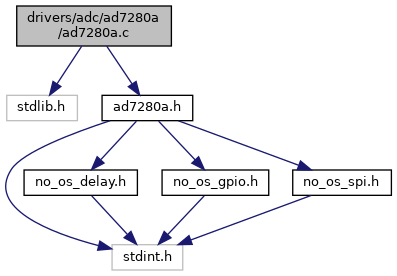 drivers/adc/ad7280a
/ad7280a.c
stdlib.h
ad7280a.h
no_os_delay.h
no_os_gpio.h
no_os_spi.h
stdint.h